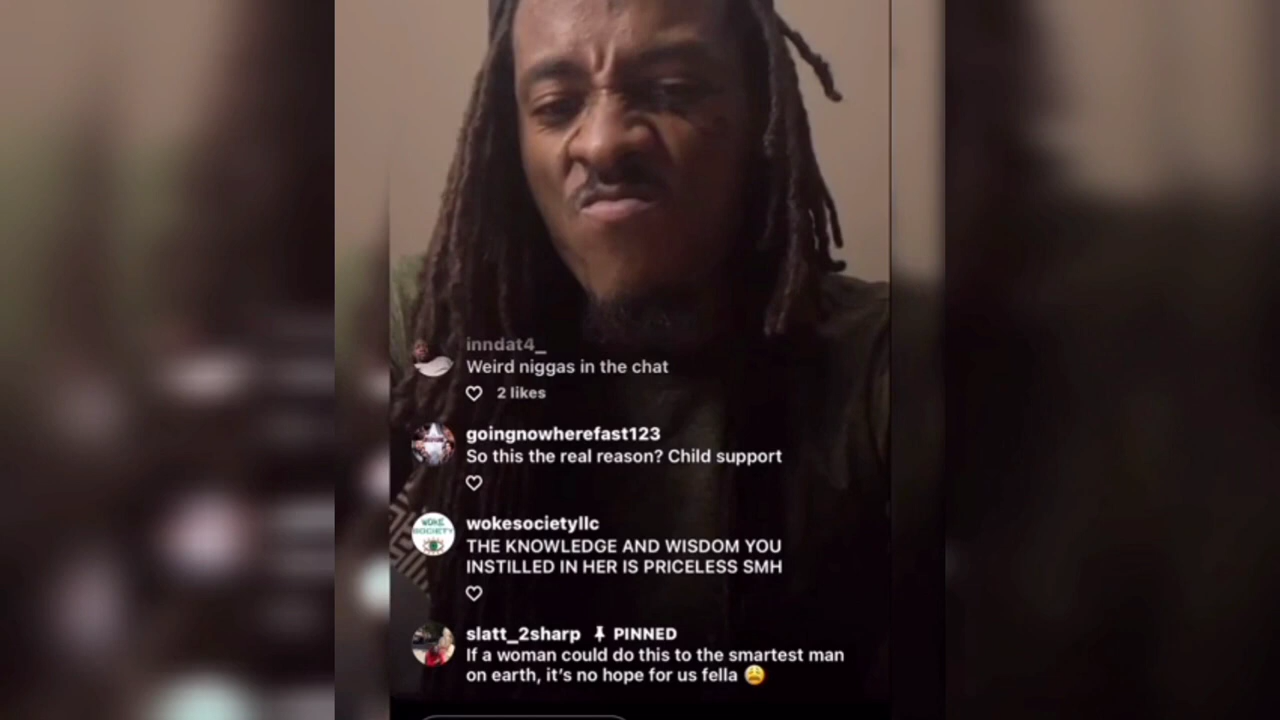 inndat4_
Weird niggas in the chat
2 likes
goingnowherefast123
So this the real reason? Child support
WOKE
SOCIETY
wokesocietyllc
THE KNOWLEDGE AND WISDOM YOU
INSTILLED IN HER IS PRICELESS SMH
slatt_2sharp PINNED
If a woman could do this to the smartest man
on earth, it’s no hope for us fella 😩